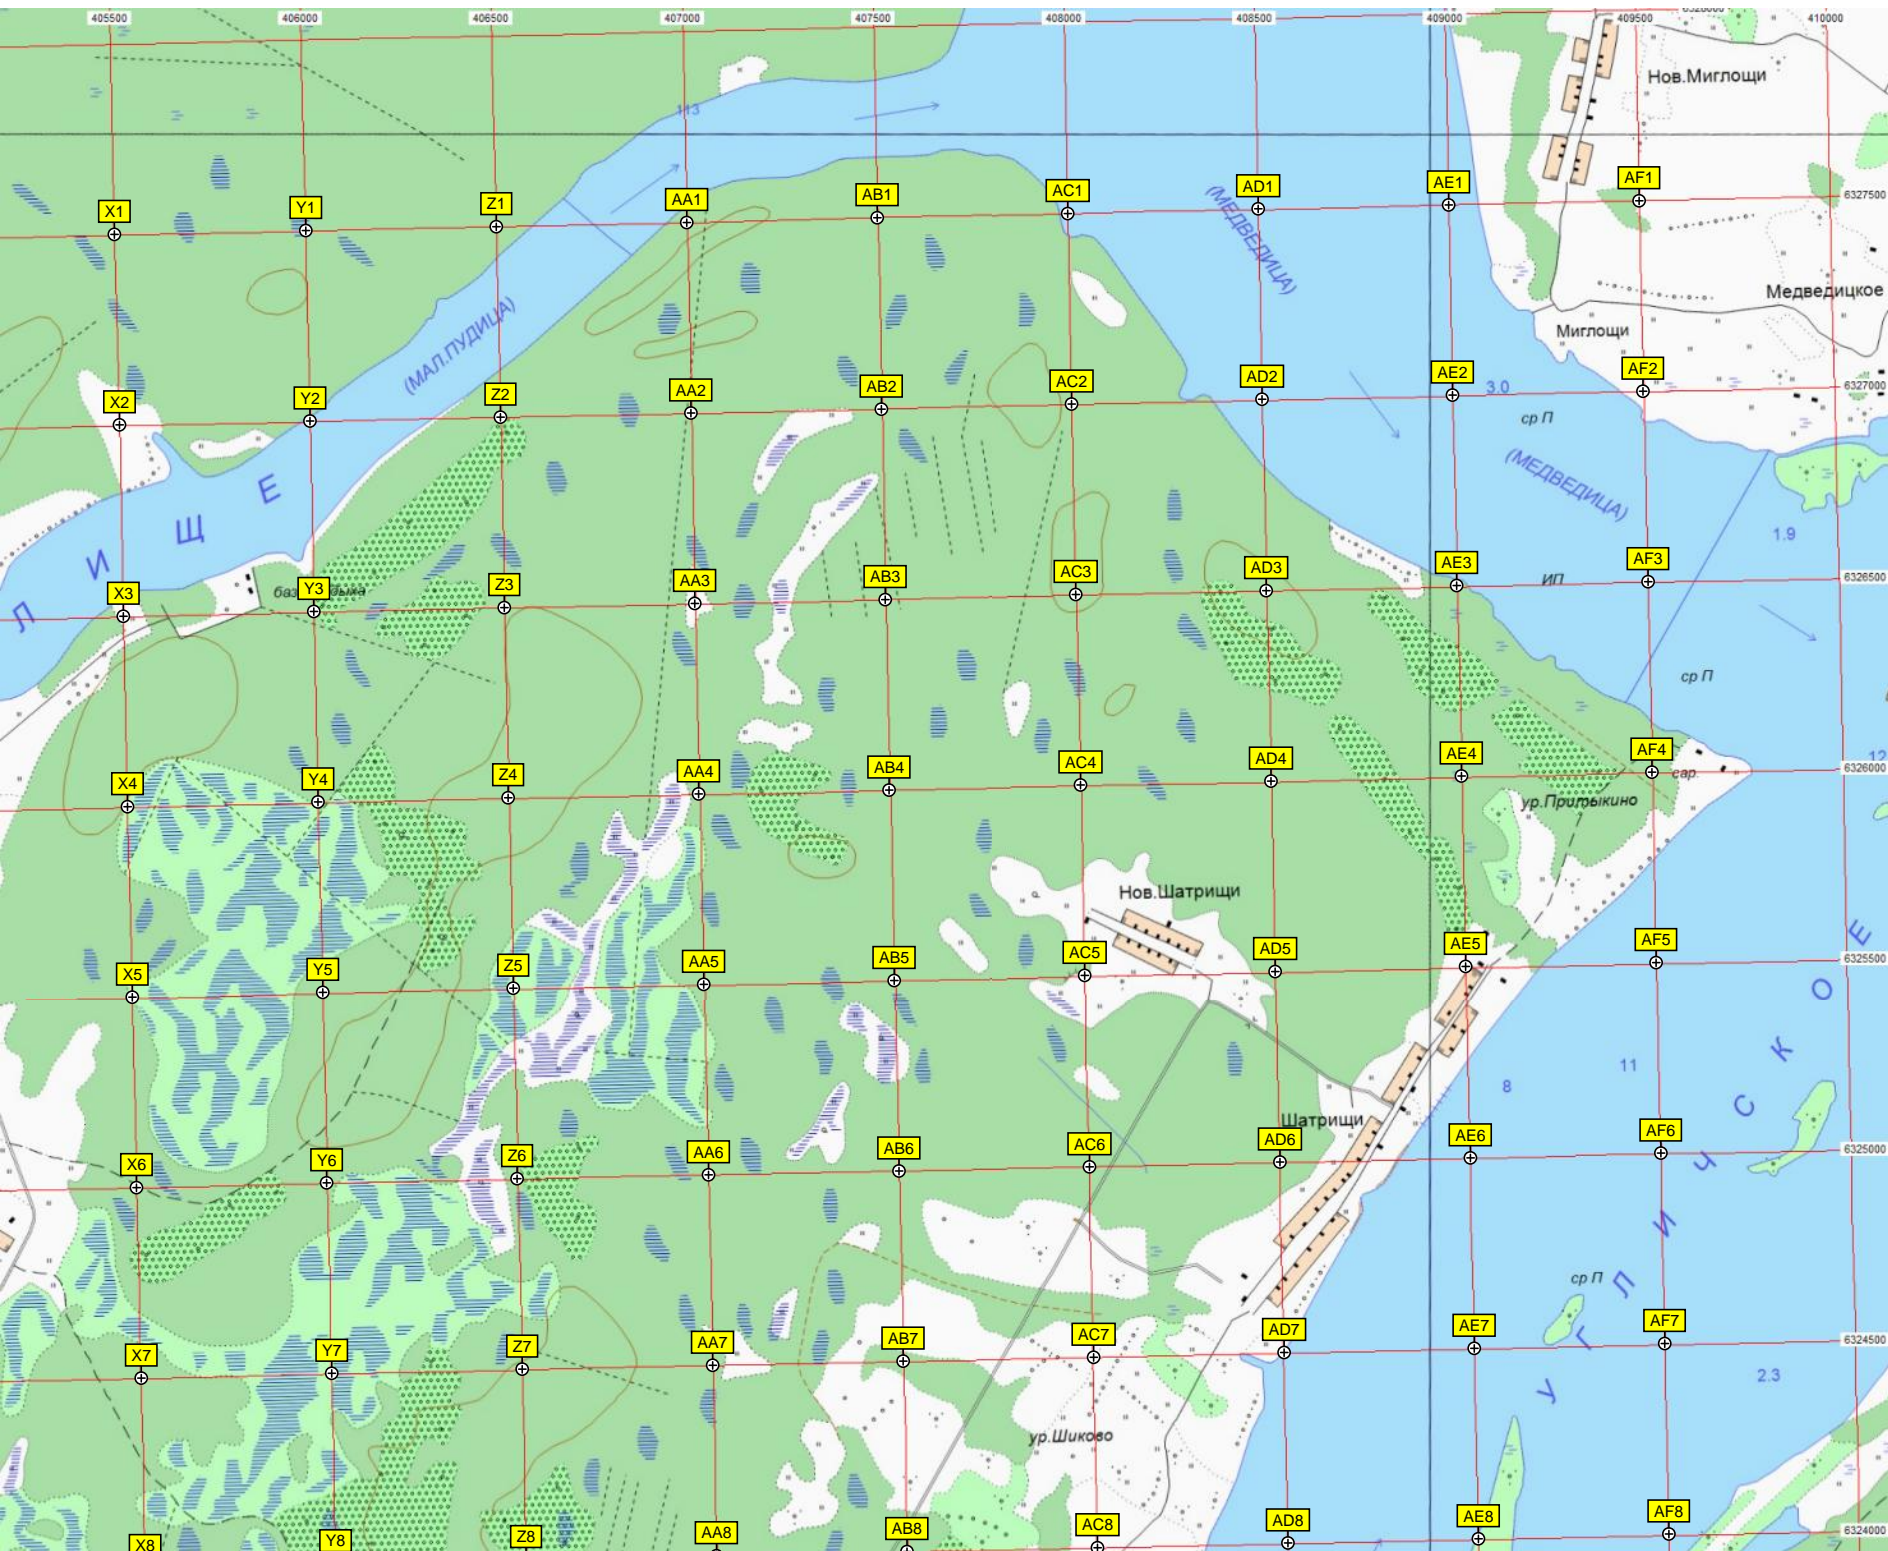 405500 406000 406500 407000 407500 408000 408500 409000 409500 410000
Нов.Миглощи
113
X1 Y1 Z1 AA1 AB1 AC1 AD1 AE1 AF1
6327500
(МЕДВЕДИЦА)
Медведицкое
Миглощи
(МАЛ.ПУДИЦА)
X2 Y2 Z2 AA2 AB2 AC2 AD2 AE2 AF2
6327000
3.0
ср П
(МЕДВЕДИЦА)
Л И Щ Е
1.9
X3 Y3 Z3 AA3 AB3 AC3 AD3 AE3 AF3
6326500
ИП
ср П
X4 Y4 Z4 AA4 AB4 AC4 AD4 AE4 AF4
6326000
12
сар.
ур.Притыкино
Нов.Шатрищи
X5 Y5 Z5 AA5 AB5 AC5 AD5 AE5 AF5
6325500
11
8
Шатрищи
X6 Y6 Z6 AA6 AB6 AC6 AD6 AE6 AF6
6325000
У Г Л И Ч С К О Е
ср П
X7 Y7 Z7 AA7 AB7 AC7 AD7 AE7 AF7
6324500
2.3
ур.Шиково
X8 Y8 Z8 AA8 AB8 AC8 AD8 AE8 AF8
6324000